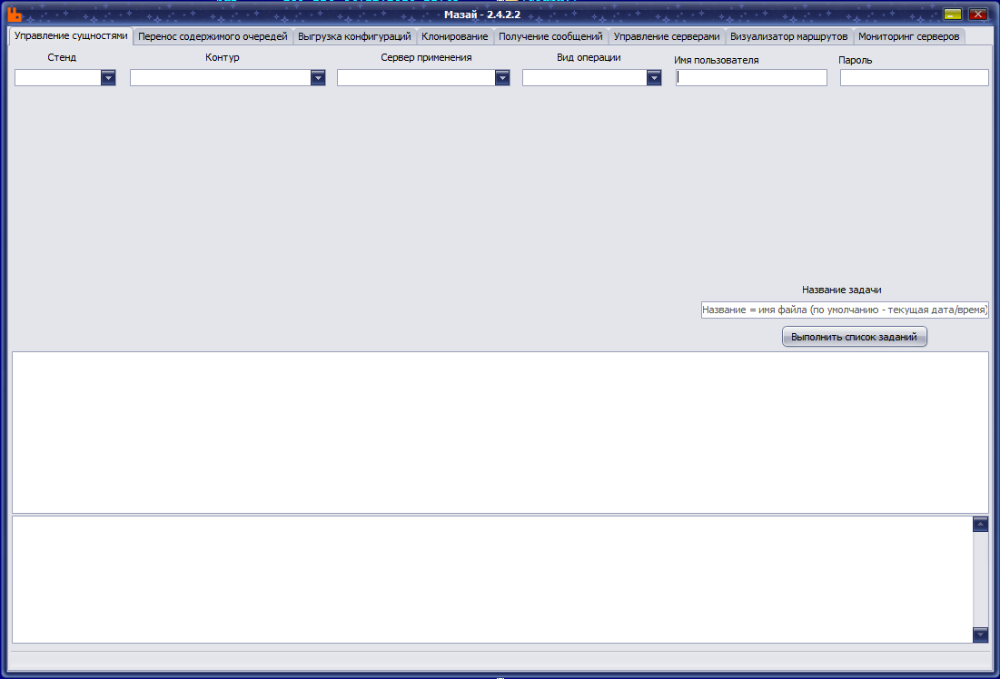 Мазай - 2.4.2.2
Управление сущностями Перенос содержимого очередей Выгрузка конфигураций Клонирование Получение сообщений Управление серверами Визуализатор маршрутов Мониторинг серверов
Стенд Контур Сервер применения Вид операции Имя пользователя Пароль
Название задачи
Название = имя файла (по умолчанию - текущая дата/время)
Выполнить список заданий